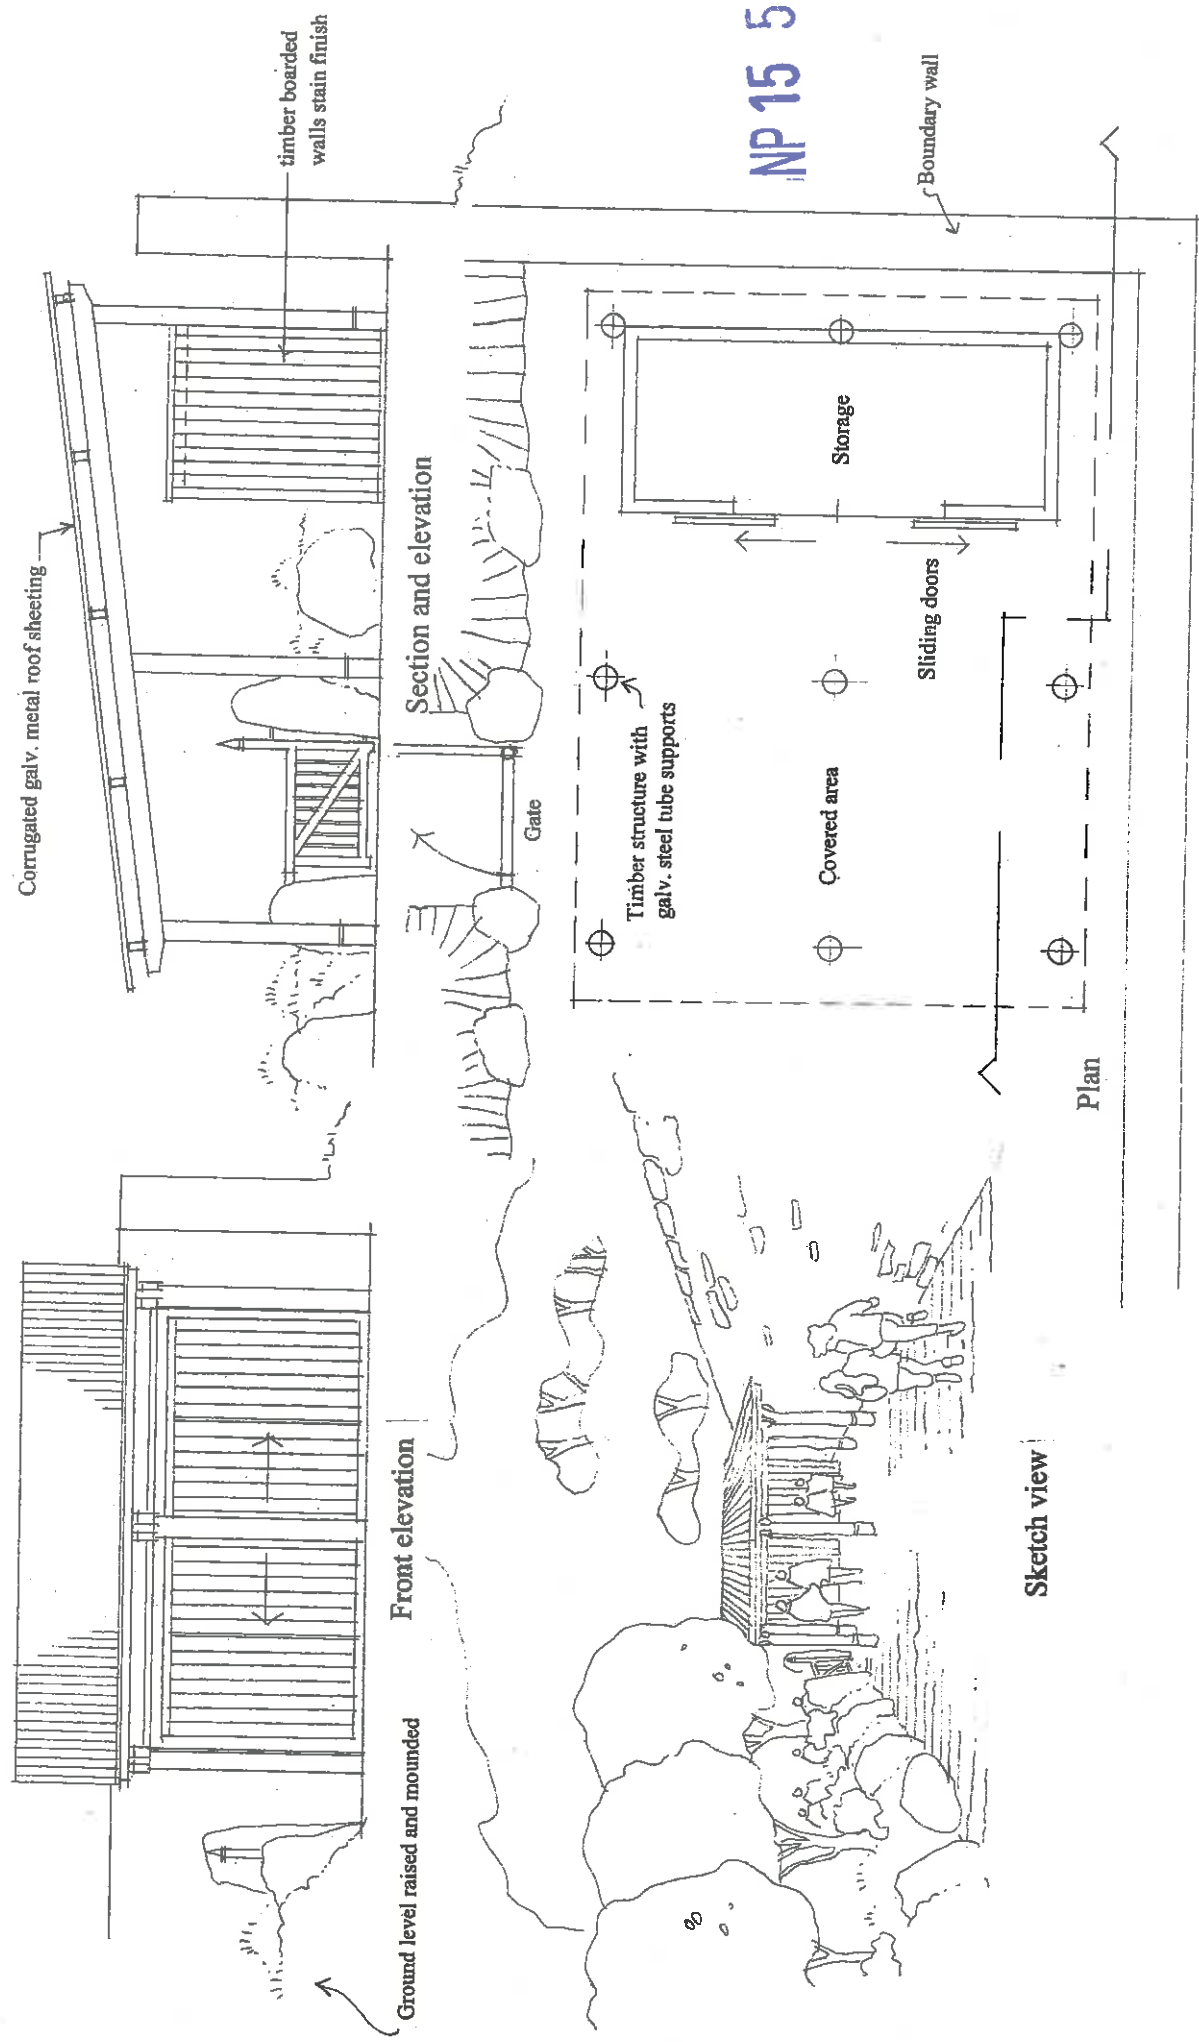 Corrugated galv. metal roof sheeting
timber boarded
walls stain finish
Section and elevation
Front elevation
Ground level raised and mounded
Gate
Timber structure with
galv. steel tube supports
Covered area
Storage
Sliding doors
Boundary wall
NP 15 5
Plan
Sketch view